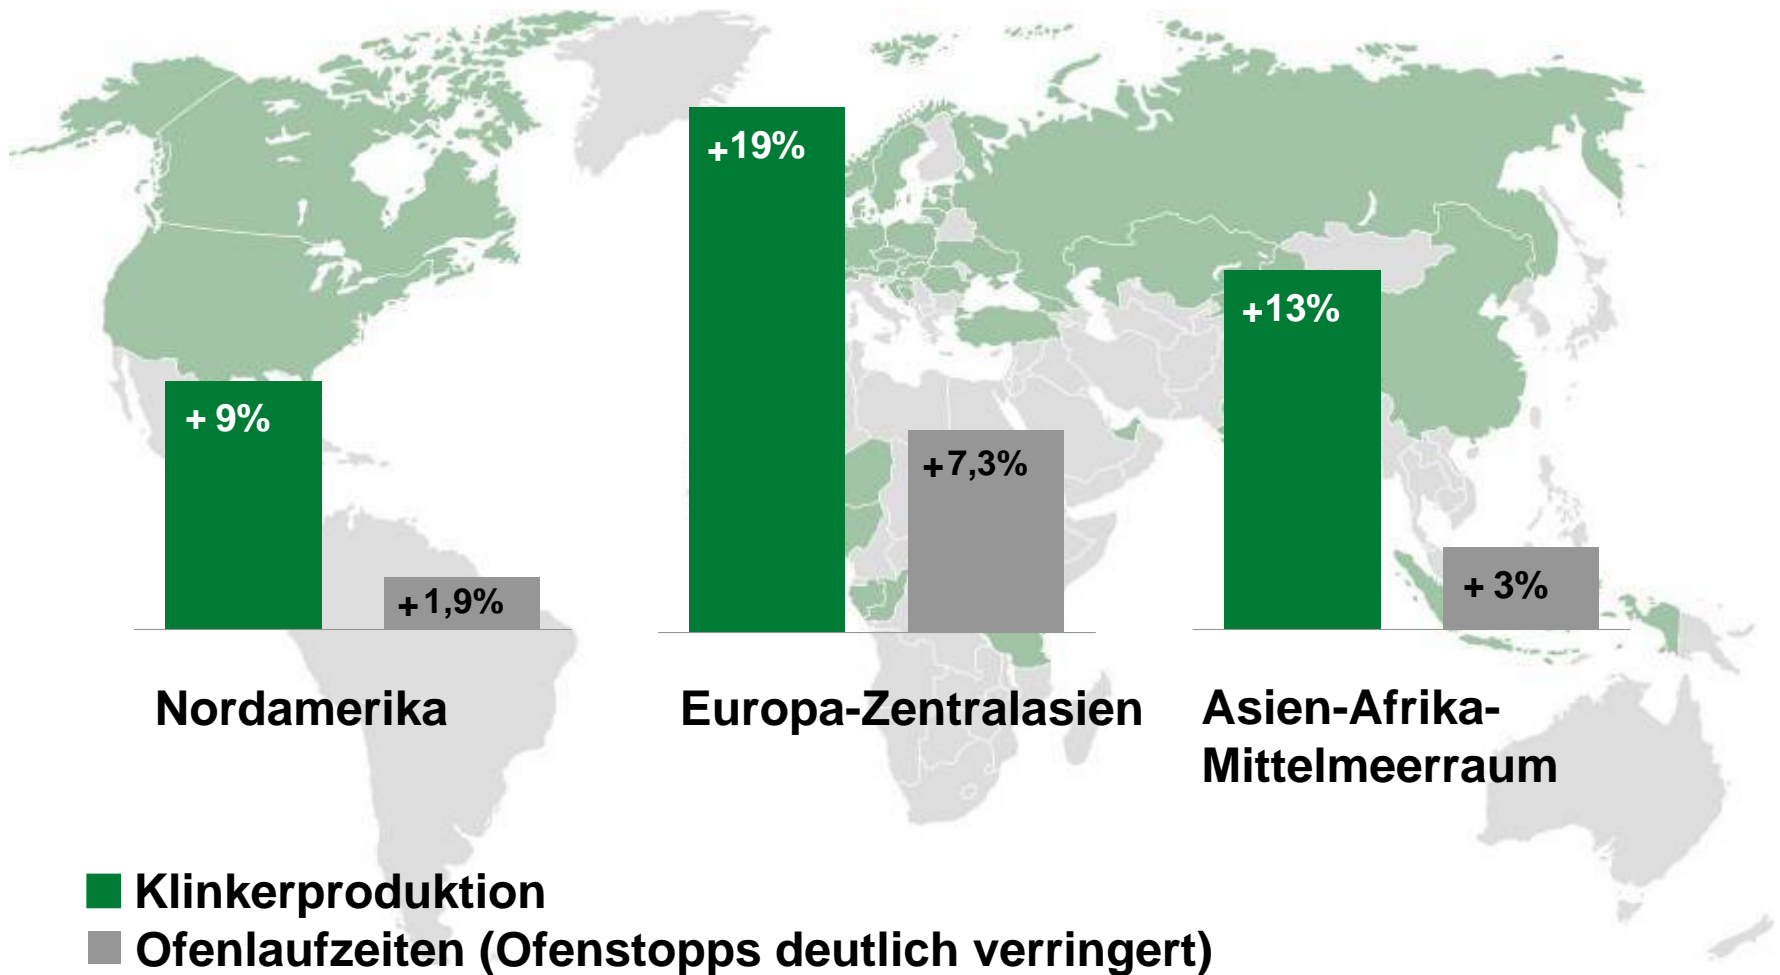 +19%
+13%
+ 9%
+7,3%
+ 3%
+1,9%
Nordamerika
Europa-Zentralasien
Asien-Afrika-
Mittelmeerraum
Klinkerproduktion
Ofenlaufzeiten (Ofenstopps deutlich verringert)